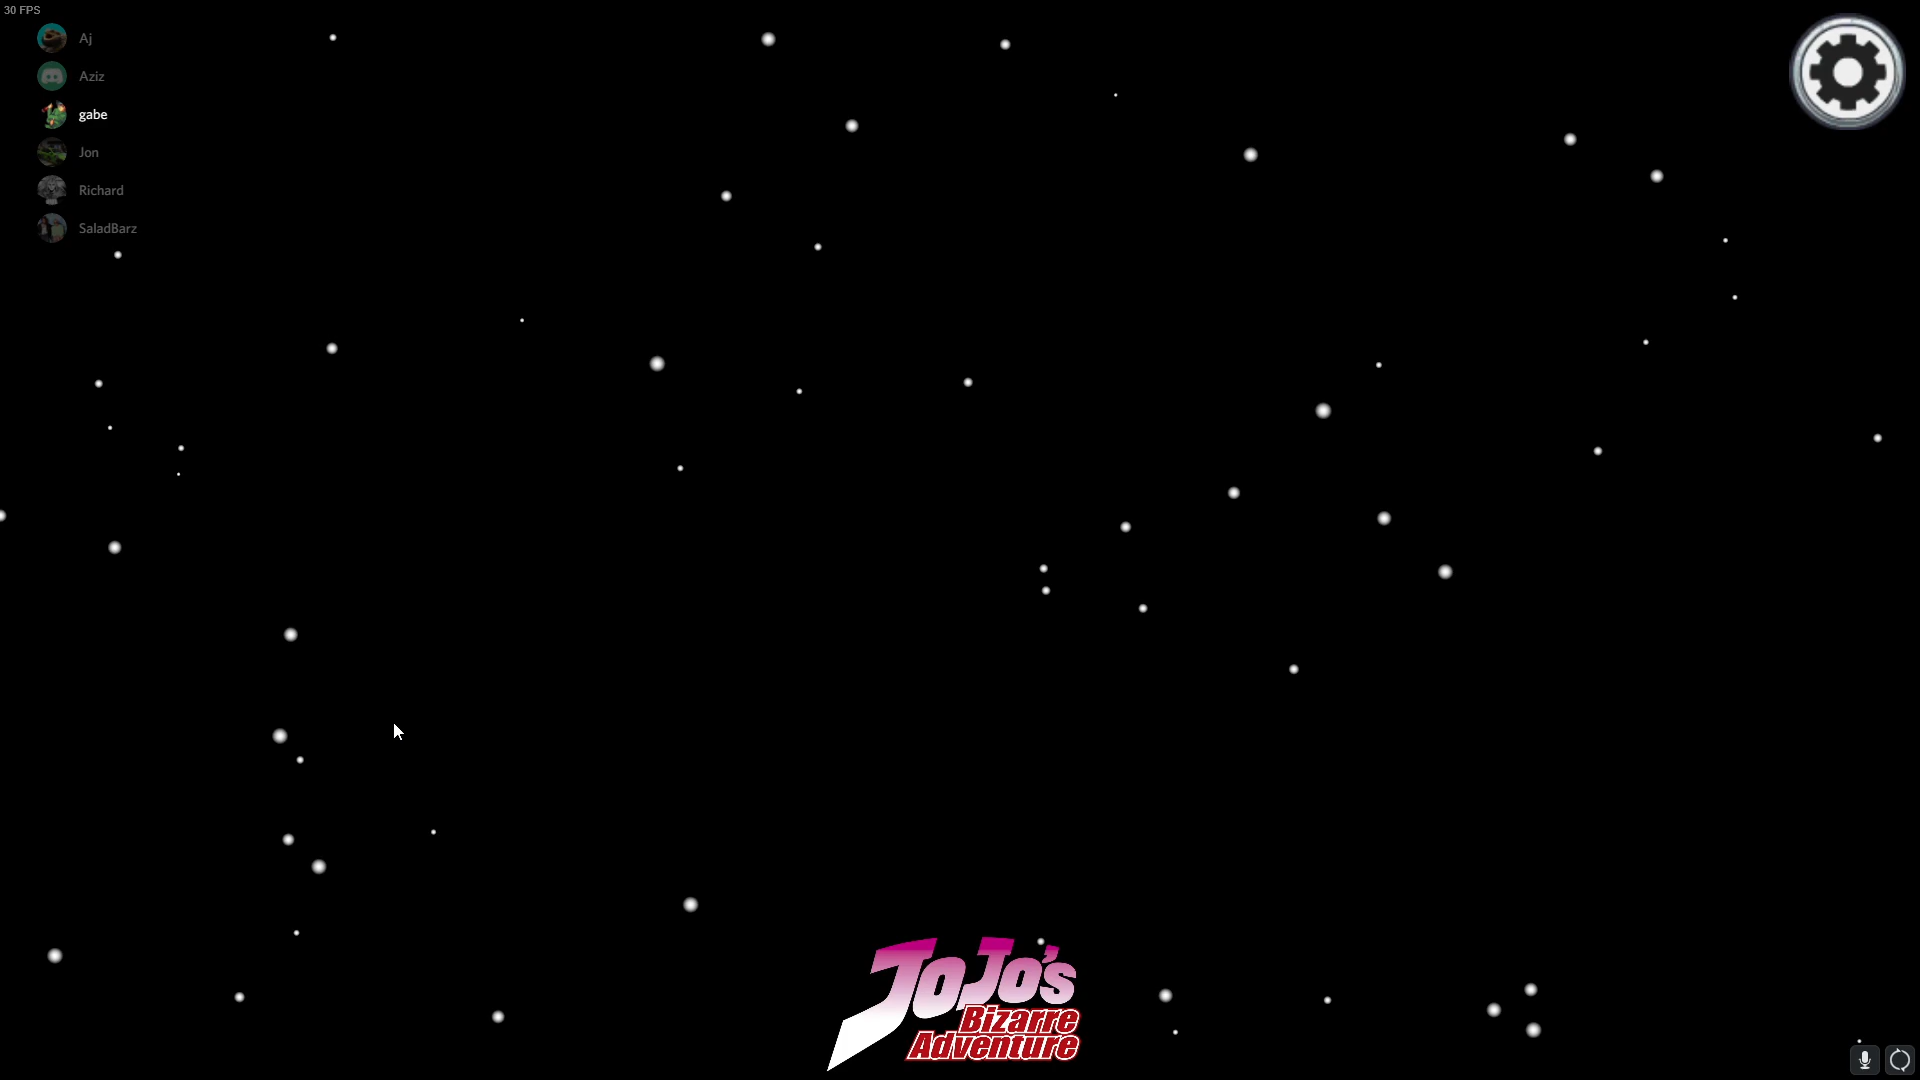 30 FPS
Aj
Aziz
gabe
Jon
Richard
SaladBarz
JoJo's
Bizarre
Adventure